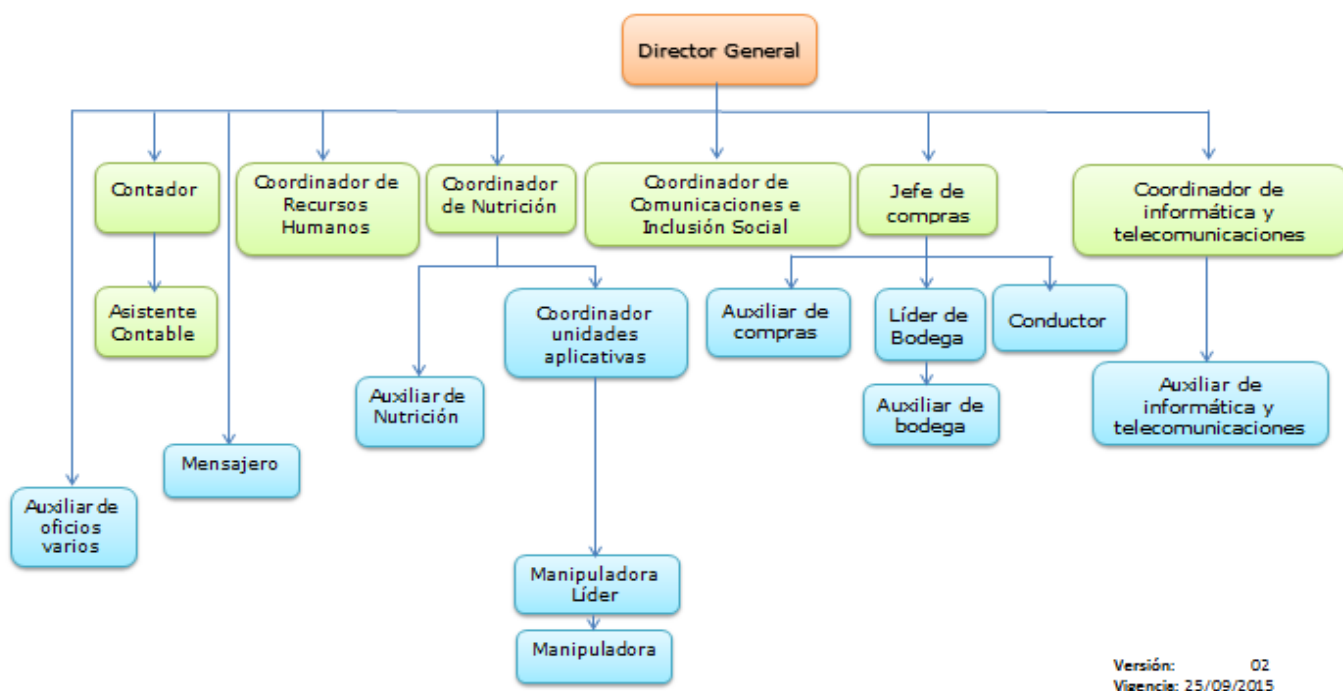 Director General
Contador
Coordinador de
Recursos
Humanos
Coordinador
de Nutrición
Coordinador de
Comunicaciones e
Inclusión Social
Jefe de
compras
Coordinador de
informática y
telecomunicaciones
Asistente
Contable
Coordinador
unidades
aplicativas
Auxiliar de
compras
Líder de
Bodega
Conductor
Auxiliar de
Nutrición
Auxiliar de
bodega
Auxiliar de
informática y
telecomunicaciones
Mensajero
Auxiliar de
oficios
varios
Manipuladora
Líder
Manipuladora
Versión: 02
Vigencia: 25/09/2015